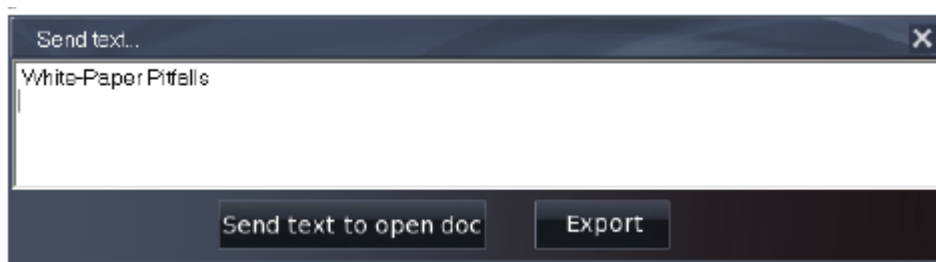 Send text...
White-Paper Pitfalls
Send text to open doc
Export